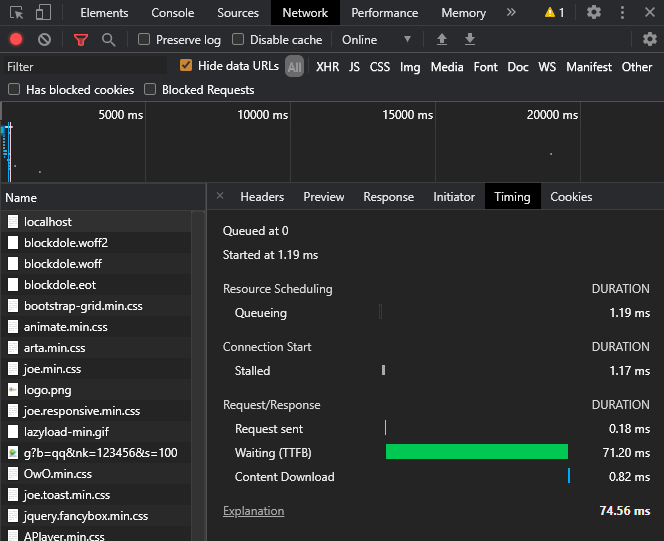 Elements Console Sources Network Performance Memory » 1
Preserve log Disable cache Online
Filter Hide data URLs All XHR JS CSS Img Media Font Doc WS Manifest Other
Has blocked cookies Blocked Requests
5000 ms 10000 ms 15000 ms 20000 ms
Name
localhost
blockdole.woff2
blockdole.woff
blockdole.eot
bootstrap-grid.min.css
animate.min.css
arta.min.css
joe.min.css
logo.png
joe.responsive.min.css
lazyload-min.gif
g?b=qq&nk=123456&s=100
OwO.min.css
joe.toast.min.css
jquery.fancybox.min.css
APlayer.min.css
× Headers Preview Response Initiator Timing Cookies
Queued at 0
Started at 1.19 ms
Resource Scheduling DURATION
Queueing 1.19 ms
Connection Start DURATION
Stalled 1.17 ms
Request/Response DURATION
Request sent 0.18 ms
Waiting (TTFB) 71.20 ms
Content Download 0.82 ms
Explanation 74.56 ms